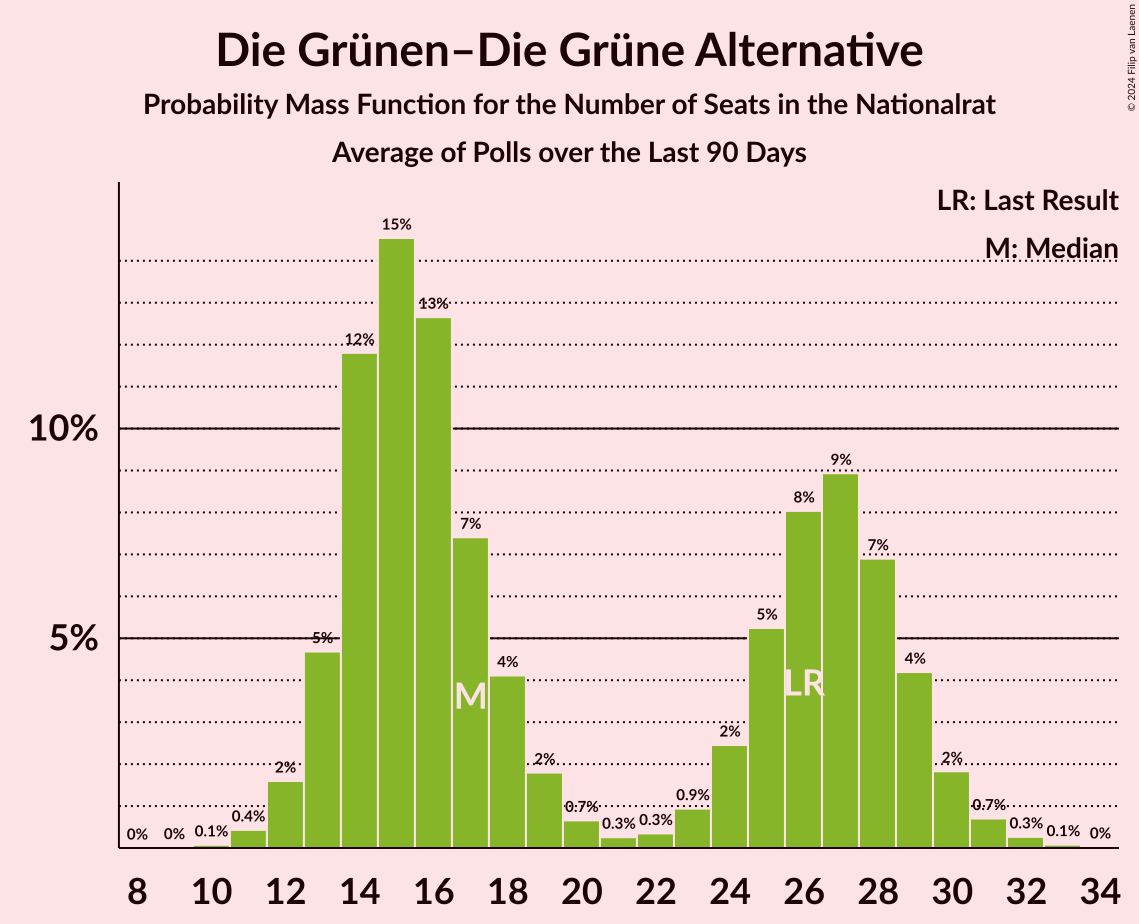 Die Grünen–Die Grüne Alternative
Probability Mass Function for the Number of Seats in the Nationalrat
Average of Polls over the Last 90 Days
© 2024 Filip van Laenen
LR: Last Result
M: Median
10%
5%
0% 0% 0.1% 0.4% 2% 5% 12% 15% 13% 7% 4% 2% 0.7% 0.3% 0.3% 0.9% 2% 5% 8% 9% 7% 4% 2% 0.7% 0.3% 0.1% 0%
M LR
8 10 12 14 16 18 20 22 24 26 28 30 32 34